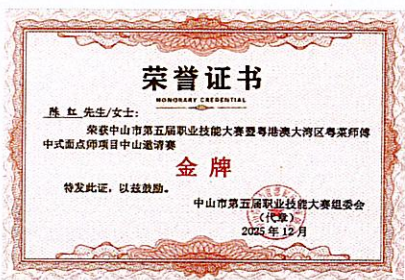 荣誉证书
HONORARY CREDENTIAL
陈红 先生/女士：
荣获中山市第五届职业技能大赛暨粤港澳大湾区粤菜师傅
中式面点师项目中山邀请赛
金牌
特发此证，以兹鼓励。
中山市第五届职业技能大赛组委会
（代章）
2025年12月